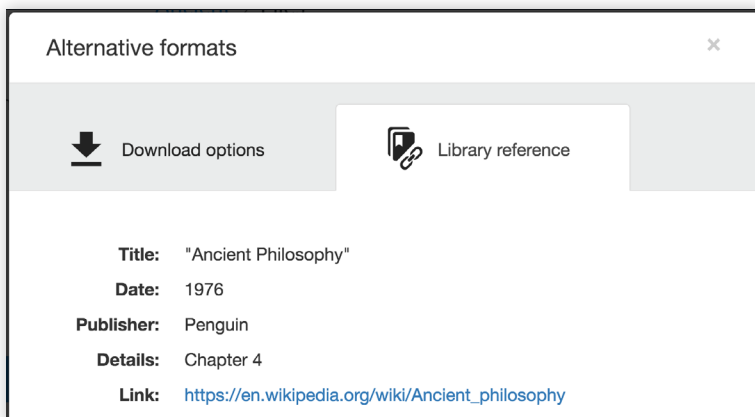 Alternative formats
Download options
Library reference
Title: "Ancient Philosophy"
Date: 1976
Publisher: Penguin
Details: Chapter 4
Link: https://en.wikipedia.org/wiki/Ancient_philosophy